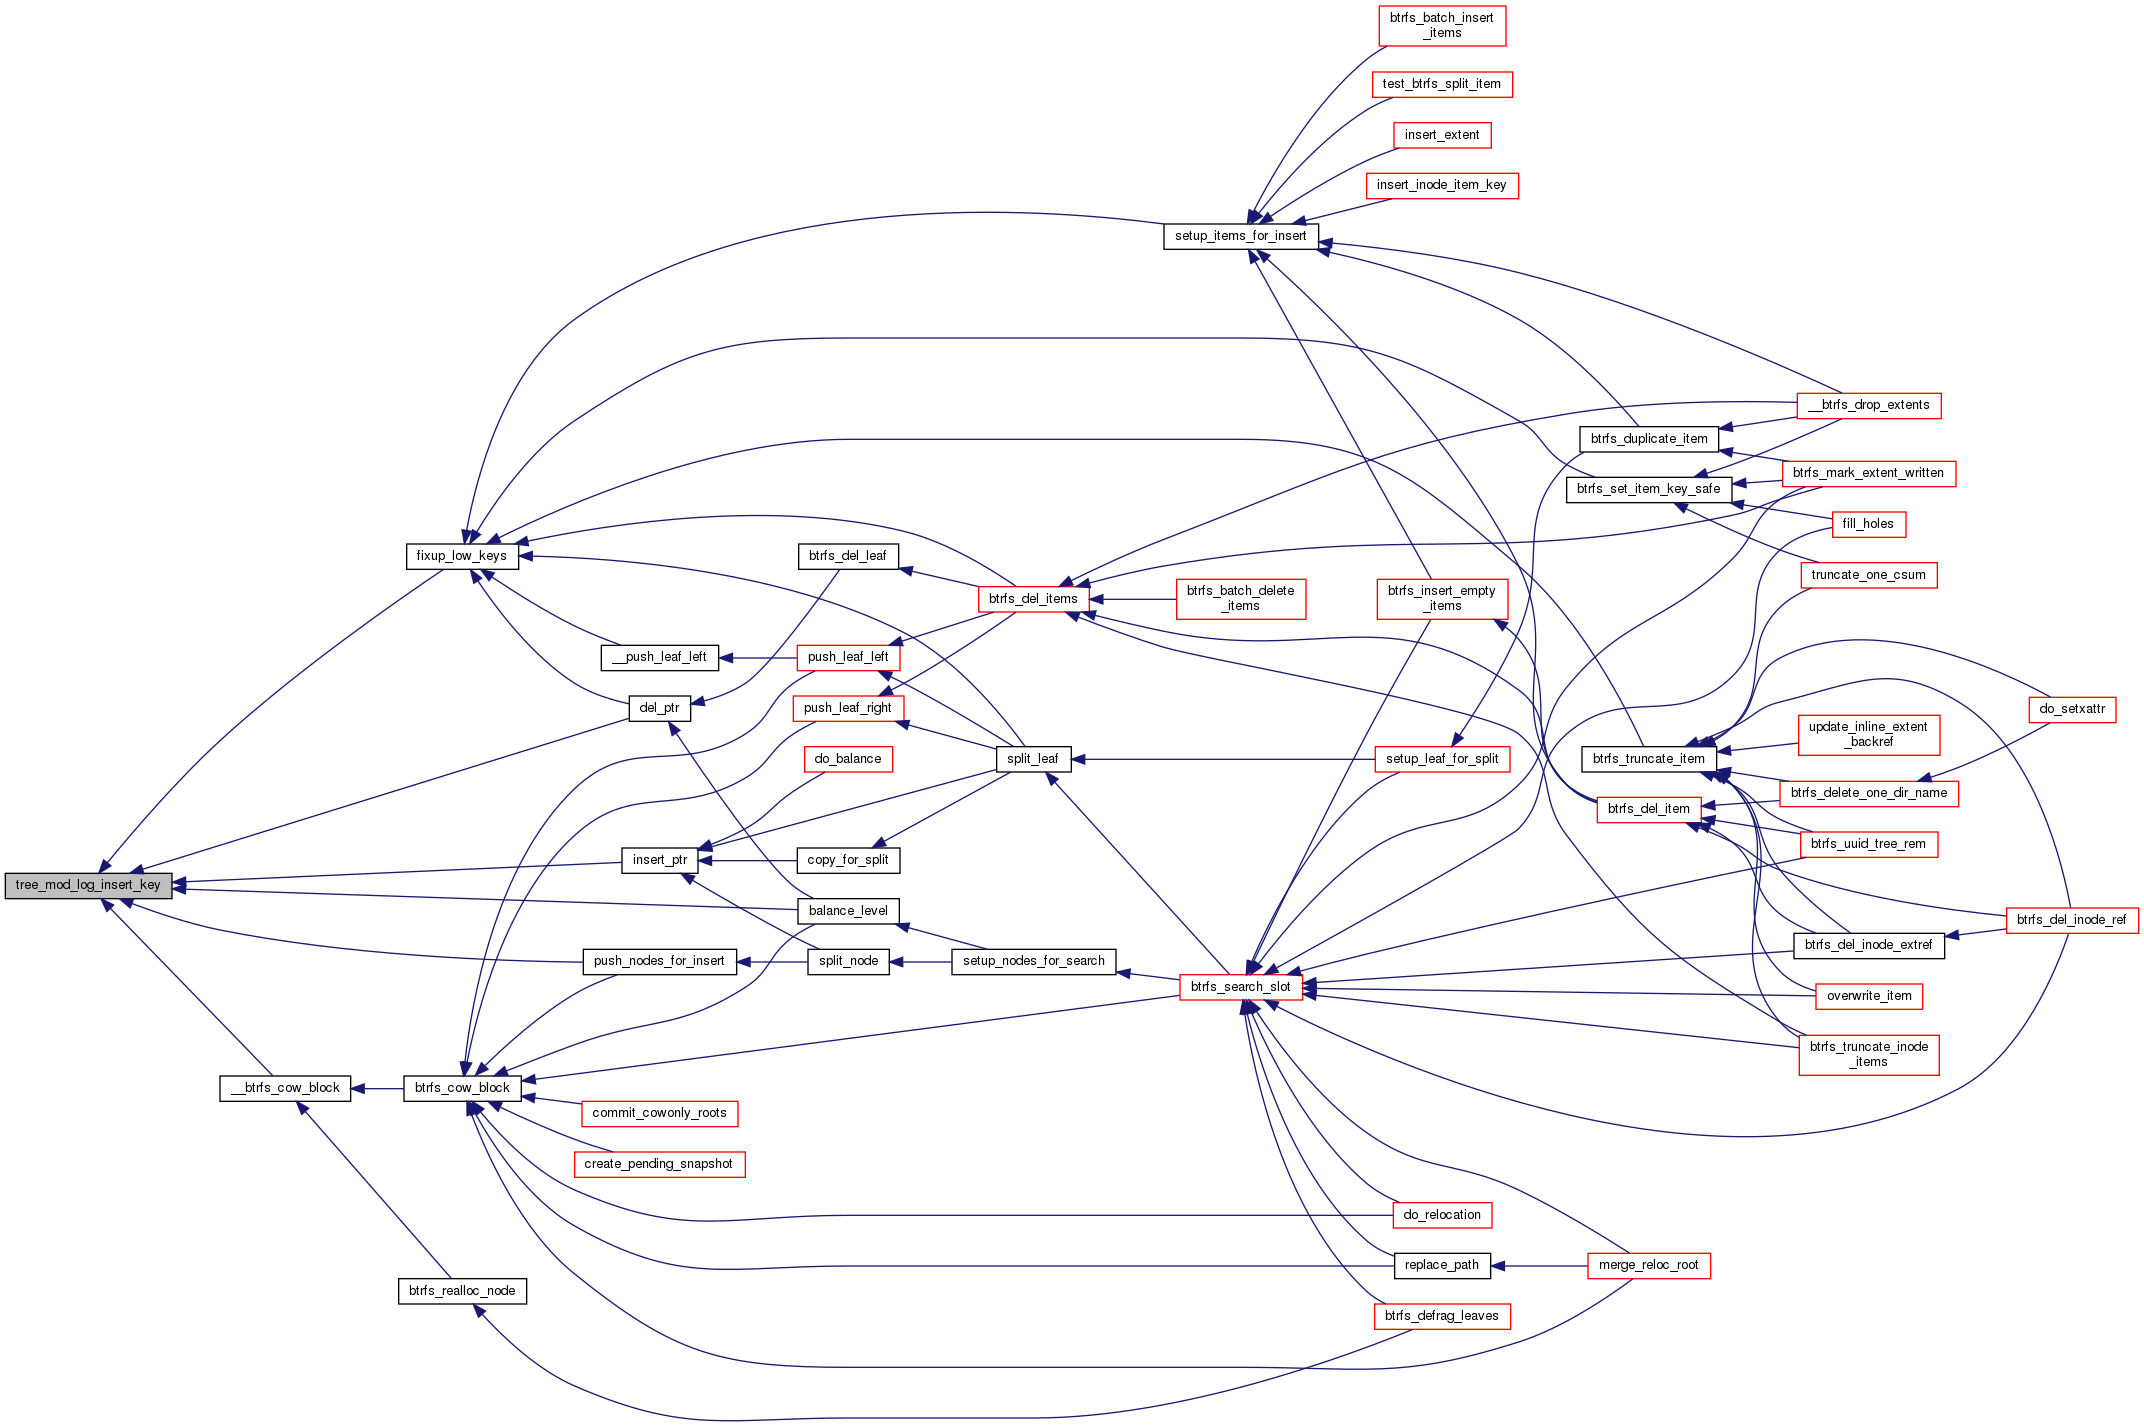 btrfs_batch_insert
_items
test_btrfs_split_item
insert_extent
insert_inode_item_key
setup_items_for_insert
__btrfs_drop_extents
btrfs_duplicate_item
btrfs_mark_extent_written
btrfs_set_item_key_safe
fill_holes
fixup_low_keys
btrfs_del_leaf
truncate_one_csum
btrfs_del_items
btrfs_batch_delete
_items
btrfs_insert_empty
_items
__push_leaf_left
push_leaf_left
del_ptr
push_leaf_right
do_setxattr
update_inline_extent
_backref
do_balance
split_leaf
setup_leaf_for_split
btrfs_truncate_item
btrfs_delete_one_dir_name
btrfs_del_item
btrfs_uuid_tree_rem
insert_ptr
copy_for_split
tree_mod_log_insert_key
balance_level
btrfs_del_inode_ref
btrfs_del_inode_extref
push_nodes_for_insert
split_node
setup_nodes_for_search
btrfs_search_slot
overwrite_item
btrfs_truncate_inode
_items
__btrfs_cow_block
btrfs_cow_block
commit_cowonly_roots
create_pending_snapshot
do_relocation
replace_path
merge_reloc_root
btrfs_realloc_node
btrfs_defrag_leaves